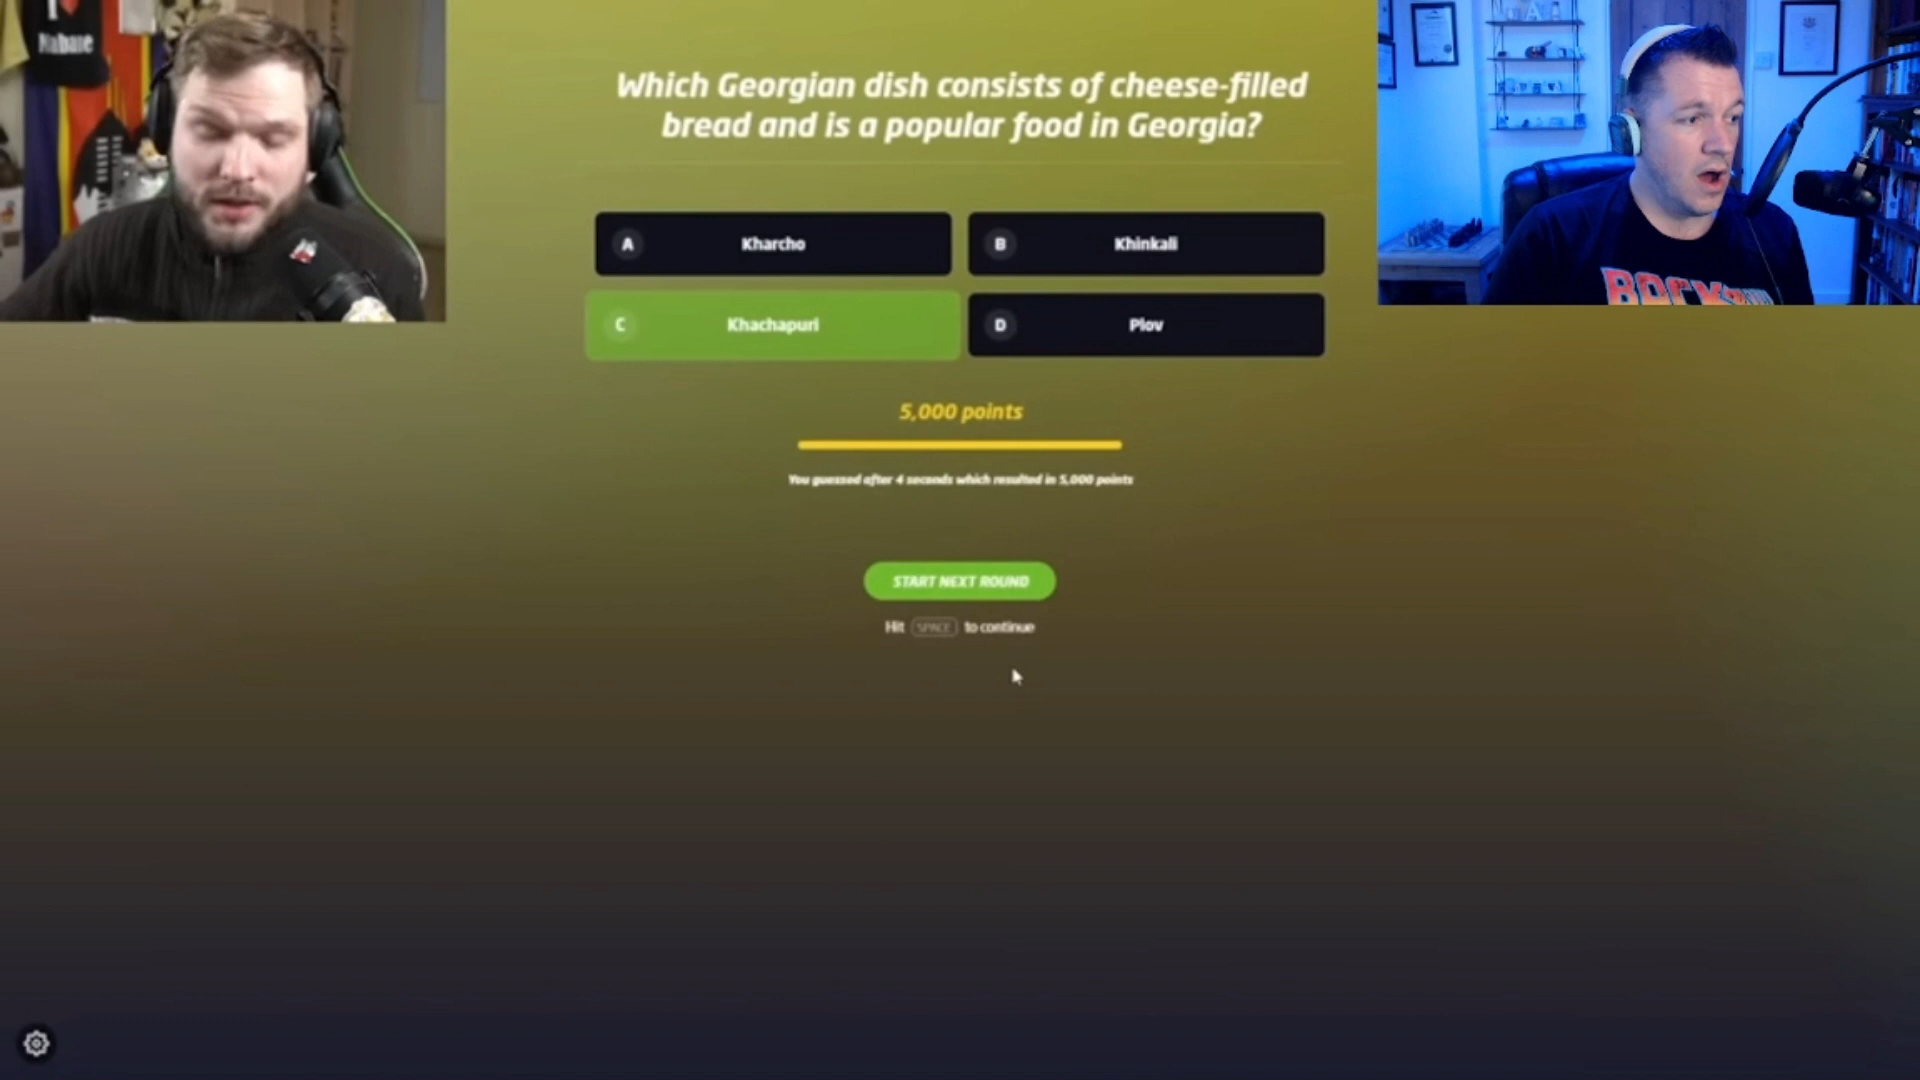 Which Georgian dish consists of cheese-filled
bread and is a popular food in Georgia?
A Kharcho
B Khinkali
C Khachapuri
D Plov
5,000 points
You guessed after 4 seconds which resulted in 5,000 points
START NEXT ROUND
Hit SPACE to continue